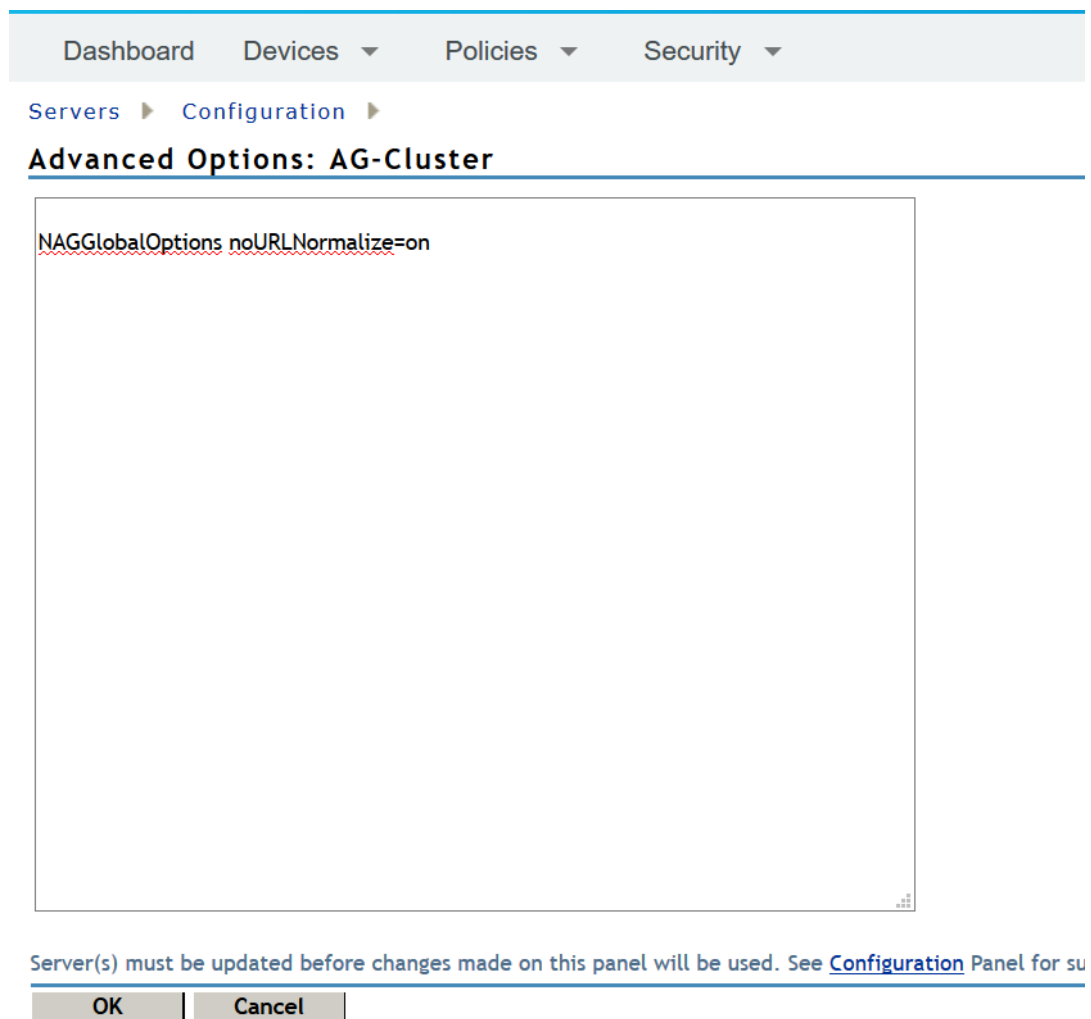 Dashboard Devices Policies Security
Servers Configuration
Advanced Options: AG-Cluster
NAGGlobalOptions noURLNormalize=on
Server(s) must be updated before changes made on this panel will be used. See Configuration Panel for su
OK Cancel